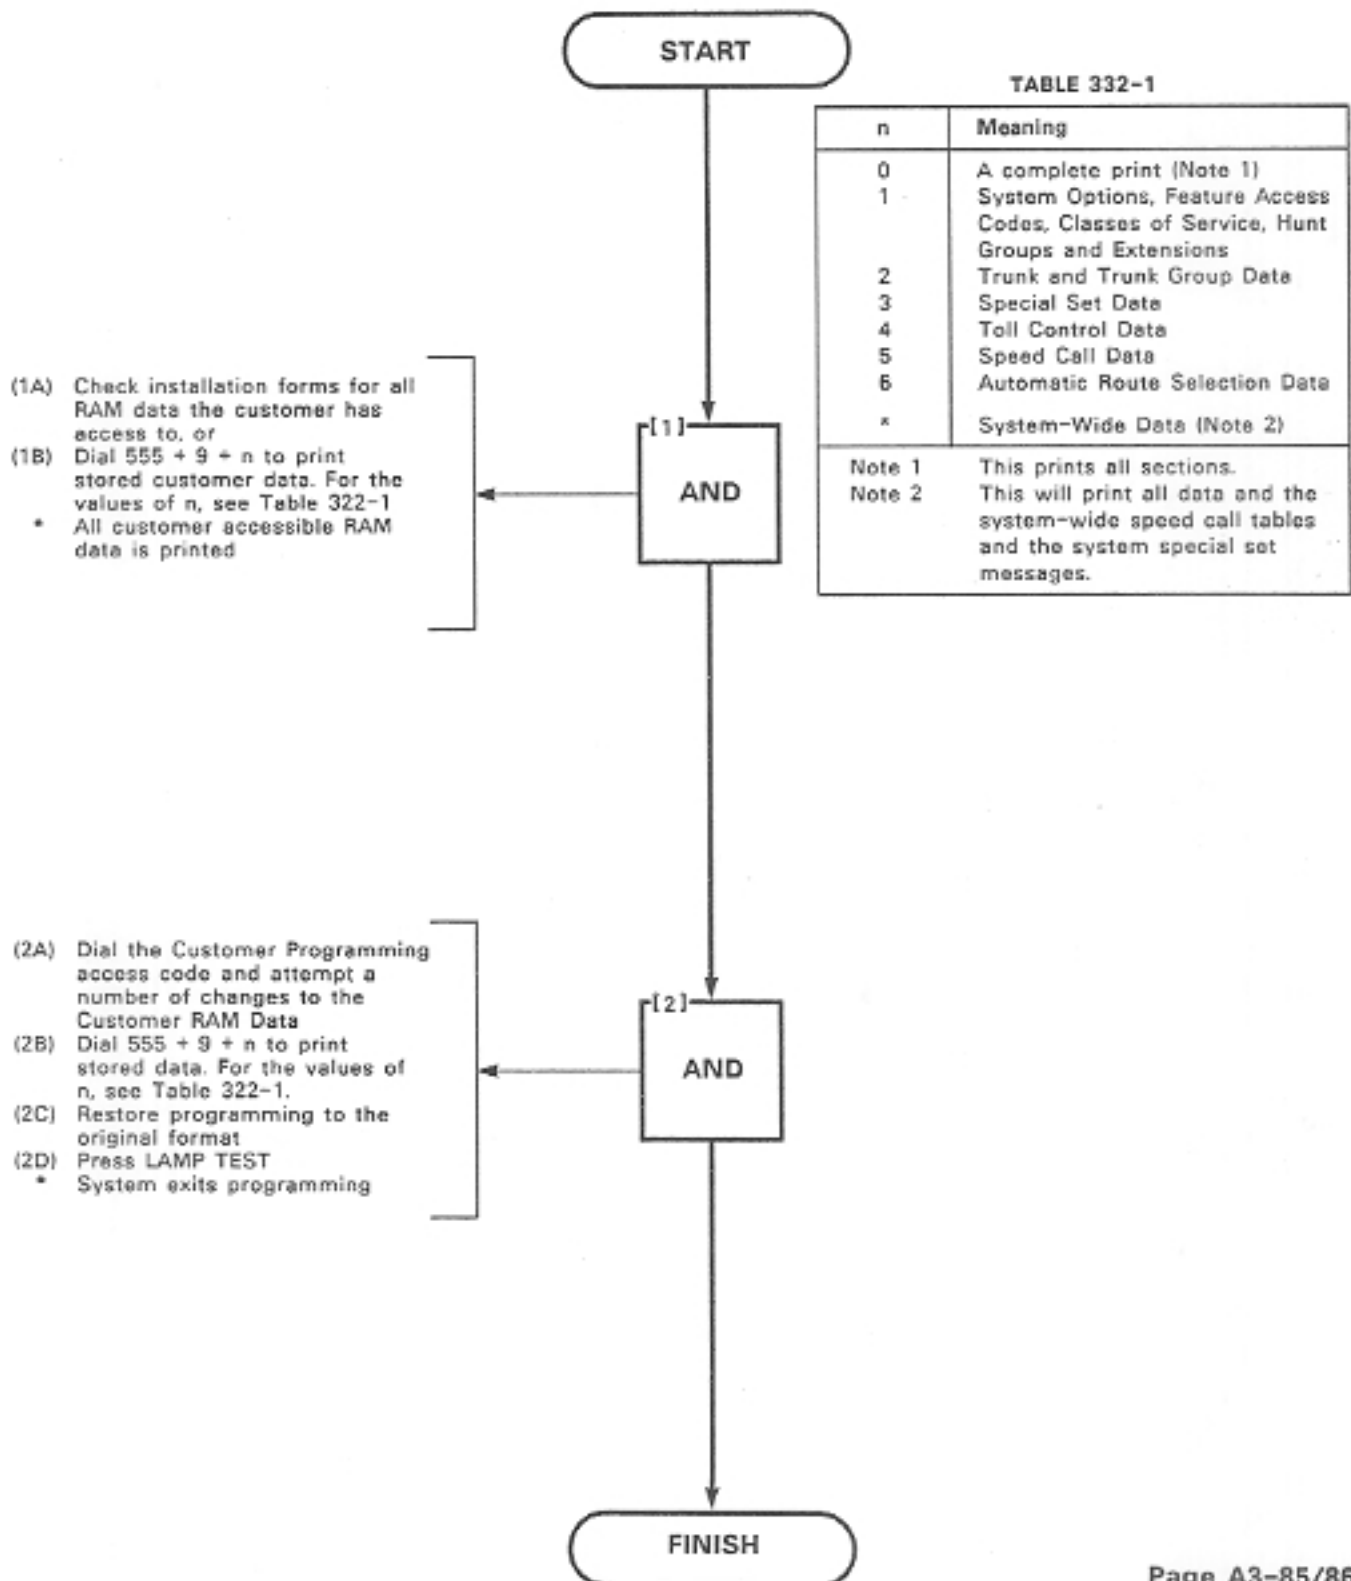 START
TABLE 332-1
n Meaning
0 A complete print (Note 1)
1 System Options, Feature Access
Codes, Classes of Service, Hunt
Groups and Extensions
2 Trunk and Trunk Group Data
3 Special Set Data
4 Toll Control Data
5 Speed Call Data
6 Automatic Route Selection Data
* System-Wide Data (Note 2)
Note 1 This prints all sections.
Note 2 This will print all data and the
system-wide speed call tables
and the system special set
messages.
(1A) Check installation forms for all
RAM data the customer has
access to, or
(1B) Dial 555 + 9 + n to print
stored customer data. For the
values of n, see Table 322-1
* All customer accessible RAM
data is printed
[1]
AND
(2A) Dial the Customer Programming
access code and attempt a
number of changes to the
Customer RAM Data
(2B) Dial 555 + 9 + n to print
stored data. For the values of
n, see Table 322-1.
(2C) Restore programming to the
original format
(2D) Press LAMP TEST
* System exits programming
[2]
AND
FINISH
Page A3-85/86